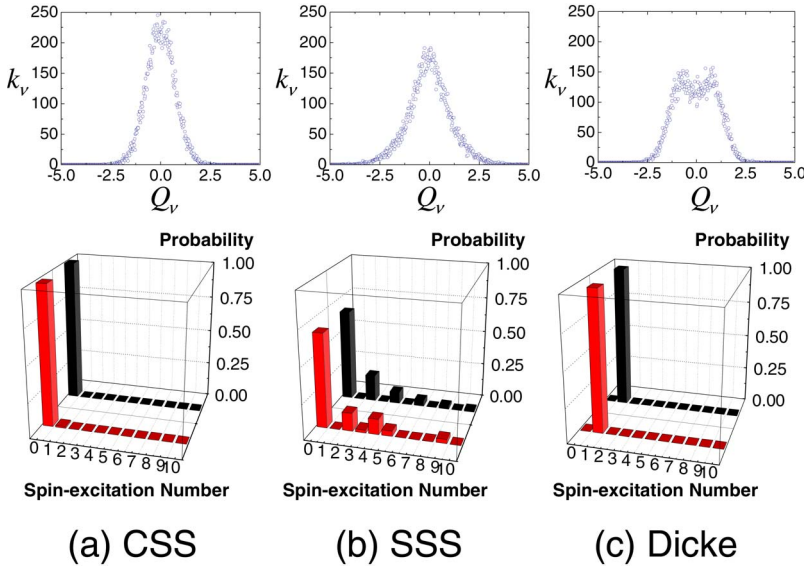 250
200
150
100
50
0
kν
-5.0 -2.5 0.0 2.5 5.0
Qν
250
200
150
100
50
0
kν
-5.0 -2.5 0.0 2.5 5.0
Qν
250
200
150
100
50
0
kν
-5.0 -2.5 0.0 2.5 5.0
Qν
Probability
1.00
0.75
0.50
0.25
0.00
0 1 2 3 4 5 6 7 8 9 10
Spin-excitation Number
Probability
1.00
0.75
0.50
0.25
0.00
0 1 2 3 4 5 6 7 8 9 10
Spin-excitation Number
Probability
1.00
0.75
0.50
0.25
0.00
0 1 2 3 4 5 6 7 8 9 10
Spin-excitation Number
(a) CSS
(b) SSS
(c) Dicke